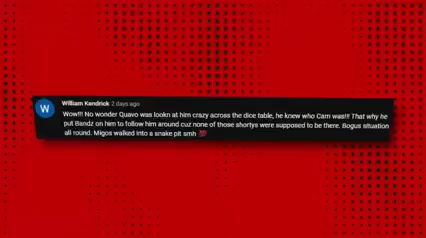 W
William Kendrick 2 days ago
Wow!!! No wonder Quavo was lookn at him crazy across the dice table, he knew who Cam was!!! That why he
put Bandz on him to follow him around cuz none of those shortys were supposed to be there. Bogus situation
all round. Migos walked into a snake pit smh 💯